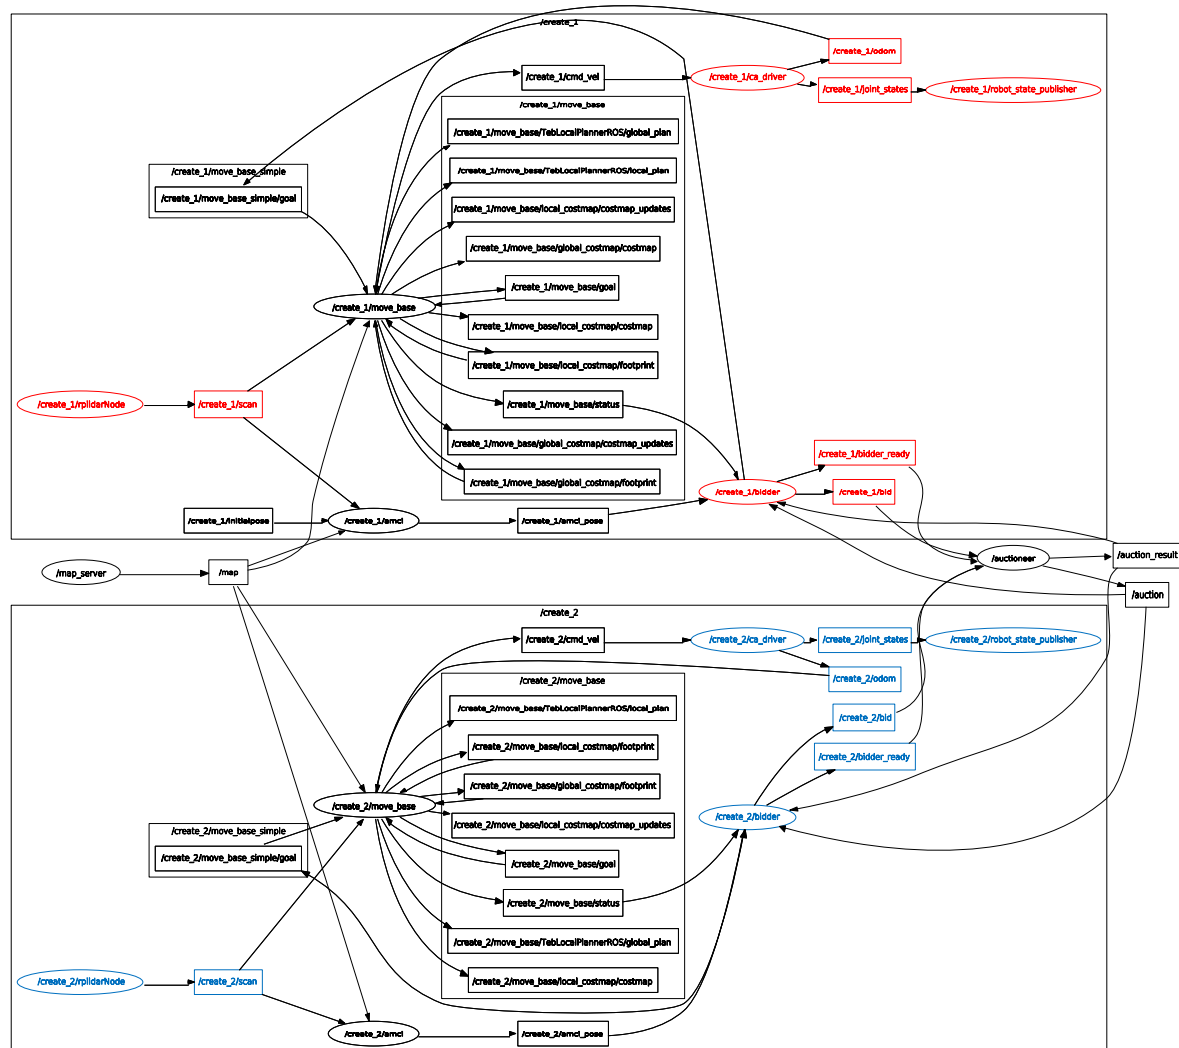 /create_1
/create_1/odom
/create_1/cmd_vel
/create_1/ca_driver
/create_1/joint_states
/create_1/robot_state_publisher
/create_1/move_base
/create_1/move_base/TebLocalPlannerROS/global_plan
/create_1/move_base_simple
/create_1/move_base/TebLocalPlannerROS/local_plan
/create_1/move_base_simple/goal
/create_1/move_base/local_costmap/costmap_updates
/create_1/move_base/global_costmap/costmap
/create_1/move_base/goal
/create_1/move_base
/create_1/move_base/local_costmap/costmap
/create_1/move_base/local_costmap/footprint
/create_1/rplidarNode
/create_1/scan
/create_1/move_base/status
/create_1/move_base/global_costmap/costmap_updates
/create_1/bidder_ready
/create_1/move_base/global_costmap/footprint
/create_1/bidder
/create_1/bid
/create_1/initialpose
/create_1/amcl
/create_1/amcl_pose
/map_server
/map
/auctioneer
/auction_result
/auction
/create_2
/create_2/cmd_vel
/create_2/ca_driver
/create_2/joint_states
/create_2/robot_state_publisher
/create_2/move_base
/create_2/odom
/create_2/move_base/TebLocalPlannerROS/local_plan
/create_2/bid
/create_2/move_base/local_costmap/footprint
/create_2/bidder_ready
/create_2/move_base/global_costmap/footprint
/create_2/move_base
/create_2/bidder
/create_2/move_base/local_costmap/costmap_updates
/create_2/move_base_simple
/create_2/move_base_simple/goal
/create_2/move_base/goal
/create_2/move_base/status
/create_2/move_base/TebLocalPlannerROS/global_plan
/create_2/rplidarNode
/create_2/scan
/create_2/move_base/local_costmap/costmap
/create_2/amcl
/create_2/amcl_pose